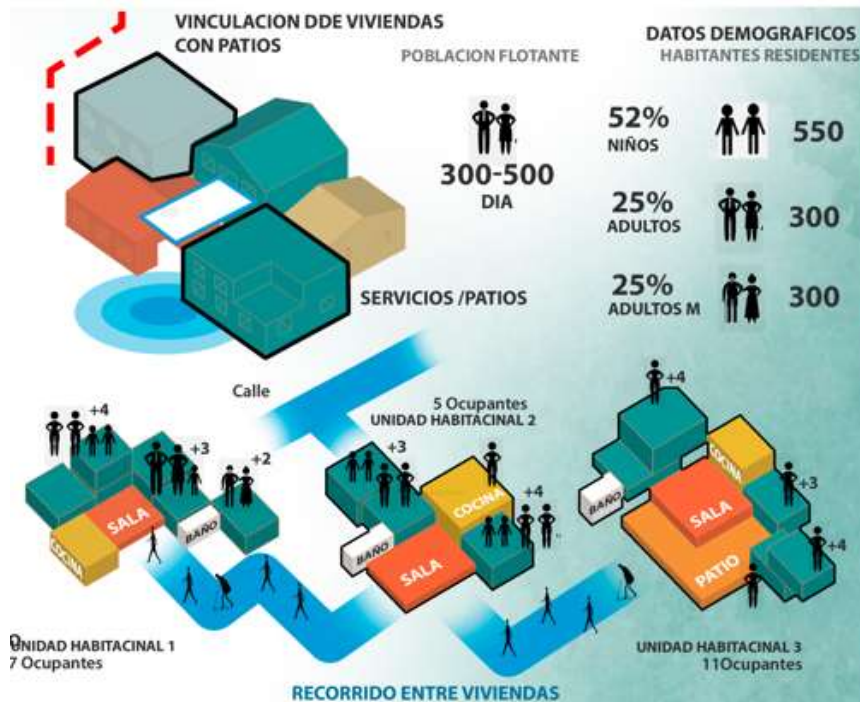 VINCULACION DDE VIVIENDAS
CON PATIOS
POBLACION FLOTANTE
300-500
DIA
DATOS DEMOGRAFICOS
HABITANTES RESIDENTES
52%
NIÑOS
550
25%
ADULTOS
300
25%
ADULTOS M
300
SERVICIOS /PATIOS
Calle
5 Ocupantes
UNIDAD HABITACINAL 2
+4
+3
+2
SALA
BAÑO
COCINA
+3
COCINA
+4
BAÑO
SALA
+4
COCINA
BAÑO
SALA
+3
PATIO
+4
UNIDAD HABITACINAL 1
7 Ocupantes
UNIDAD HABITACINAL 3
11Ocupantes
RECORRIDO ENTRE VIVIENDAS